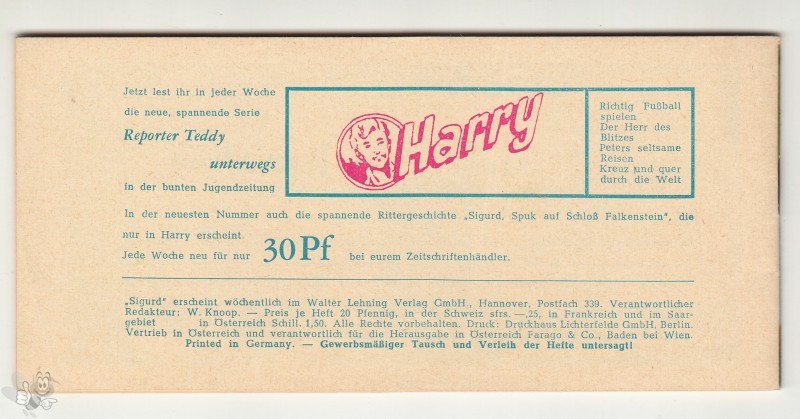 Jetzt lest ihr in jeder Woche
die neue, spannende Serie
Reporter Teddy
unterwegs
in der bunten Jugendzeitung
Harry
Richtig Fußball
spielen
Der Herr des
Blitzes
Peters seltsame
Reisen
Kreuz und quer
durch die Welt
In der neuesten Nummer auch die spannende Rittergeschichte „Sigurd, Spuk auf Schloß Falkenstein", die
nur in Harry erscheint.
Jede Woche neu für nur 30 Pf bei eurem Zeitschriftenhändler.
„Sigurd" erscheint wöchentlich im Walter Lehning Verlag GmbH., Hannover, Postfach 339. Verantwortlicher
Redakteur: W. Knoop. — Preis je Heft 20 Pfennig, in der Schweiz sfrs. —,25, in Frankreich und im Saar-
gebiet in Österreich Schill. 1,50. Alle Rechte vorbehalten. Druck: Druckhaus Lichterfelde GmbH, Berlin.
Vertrieb in Österreich und verantwortlich für die Herausgabe in Österreich Farago & Co., Baden bei Wien.
Printed in Germany. — Gewerbsmäßiger Tausch und Verleih der Hefte untersagt!